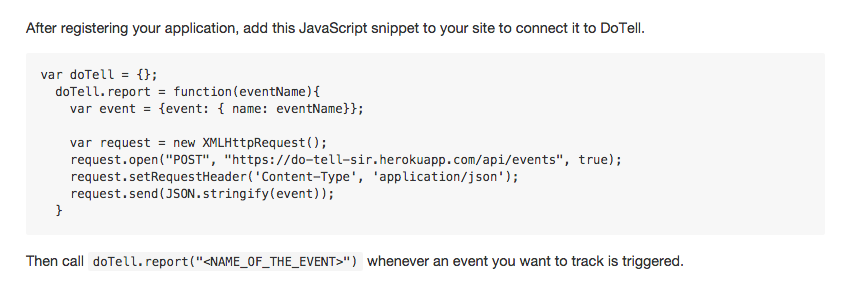 After registering your application, add this JavaScript snippet to your site to connect it to DoTell.
var doTell = {};
  doTell.report = function(eventName){
    var event = {event: { name: eventName}};

    var request = new XMLHttpRequest();
    request.open("POST", "https://do-tell-sir.herokuapp.com/api/events", true);
    request.setRequestHeader('Content-Type', 'application/json');
    request.send(JSON.stringify(event));
  }
Then call doTell.report("<NAME_OF_THE_EVENT>") whenever an event you want to track is triggered.